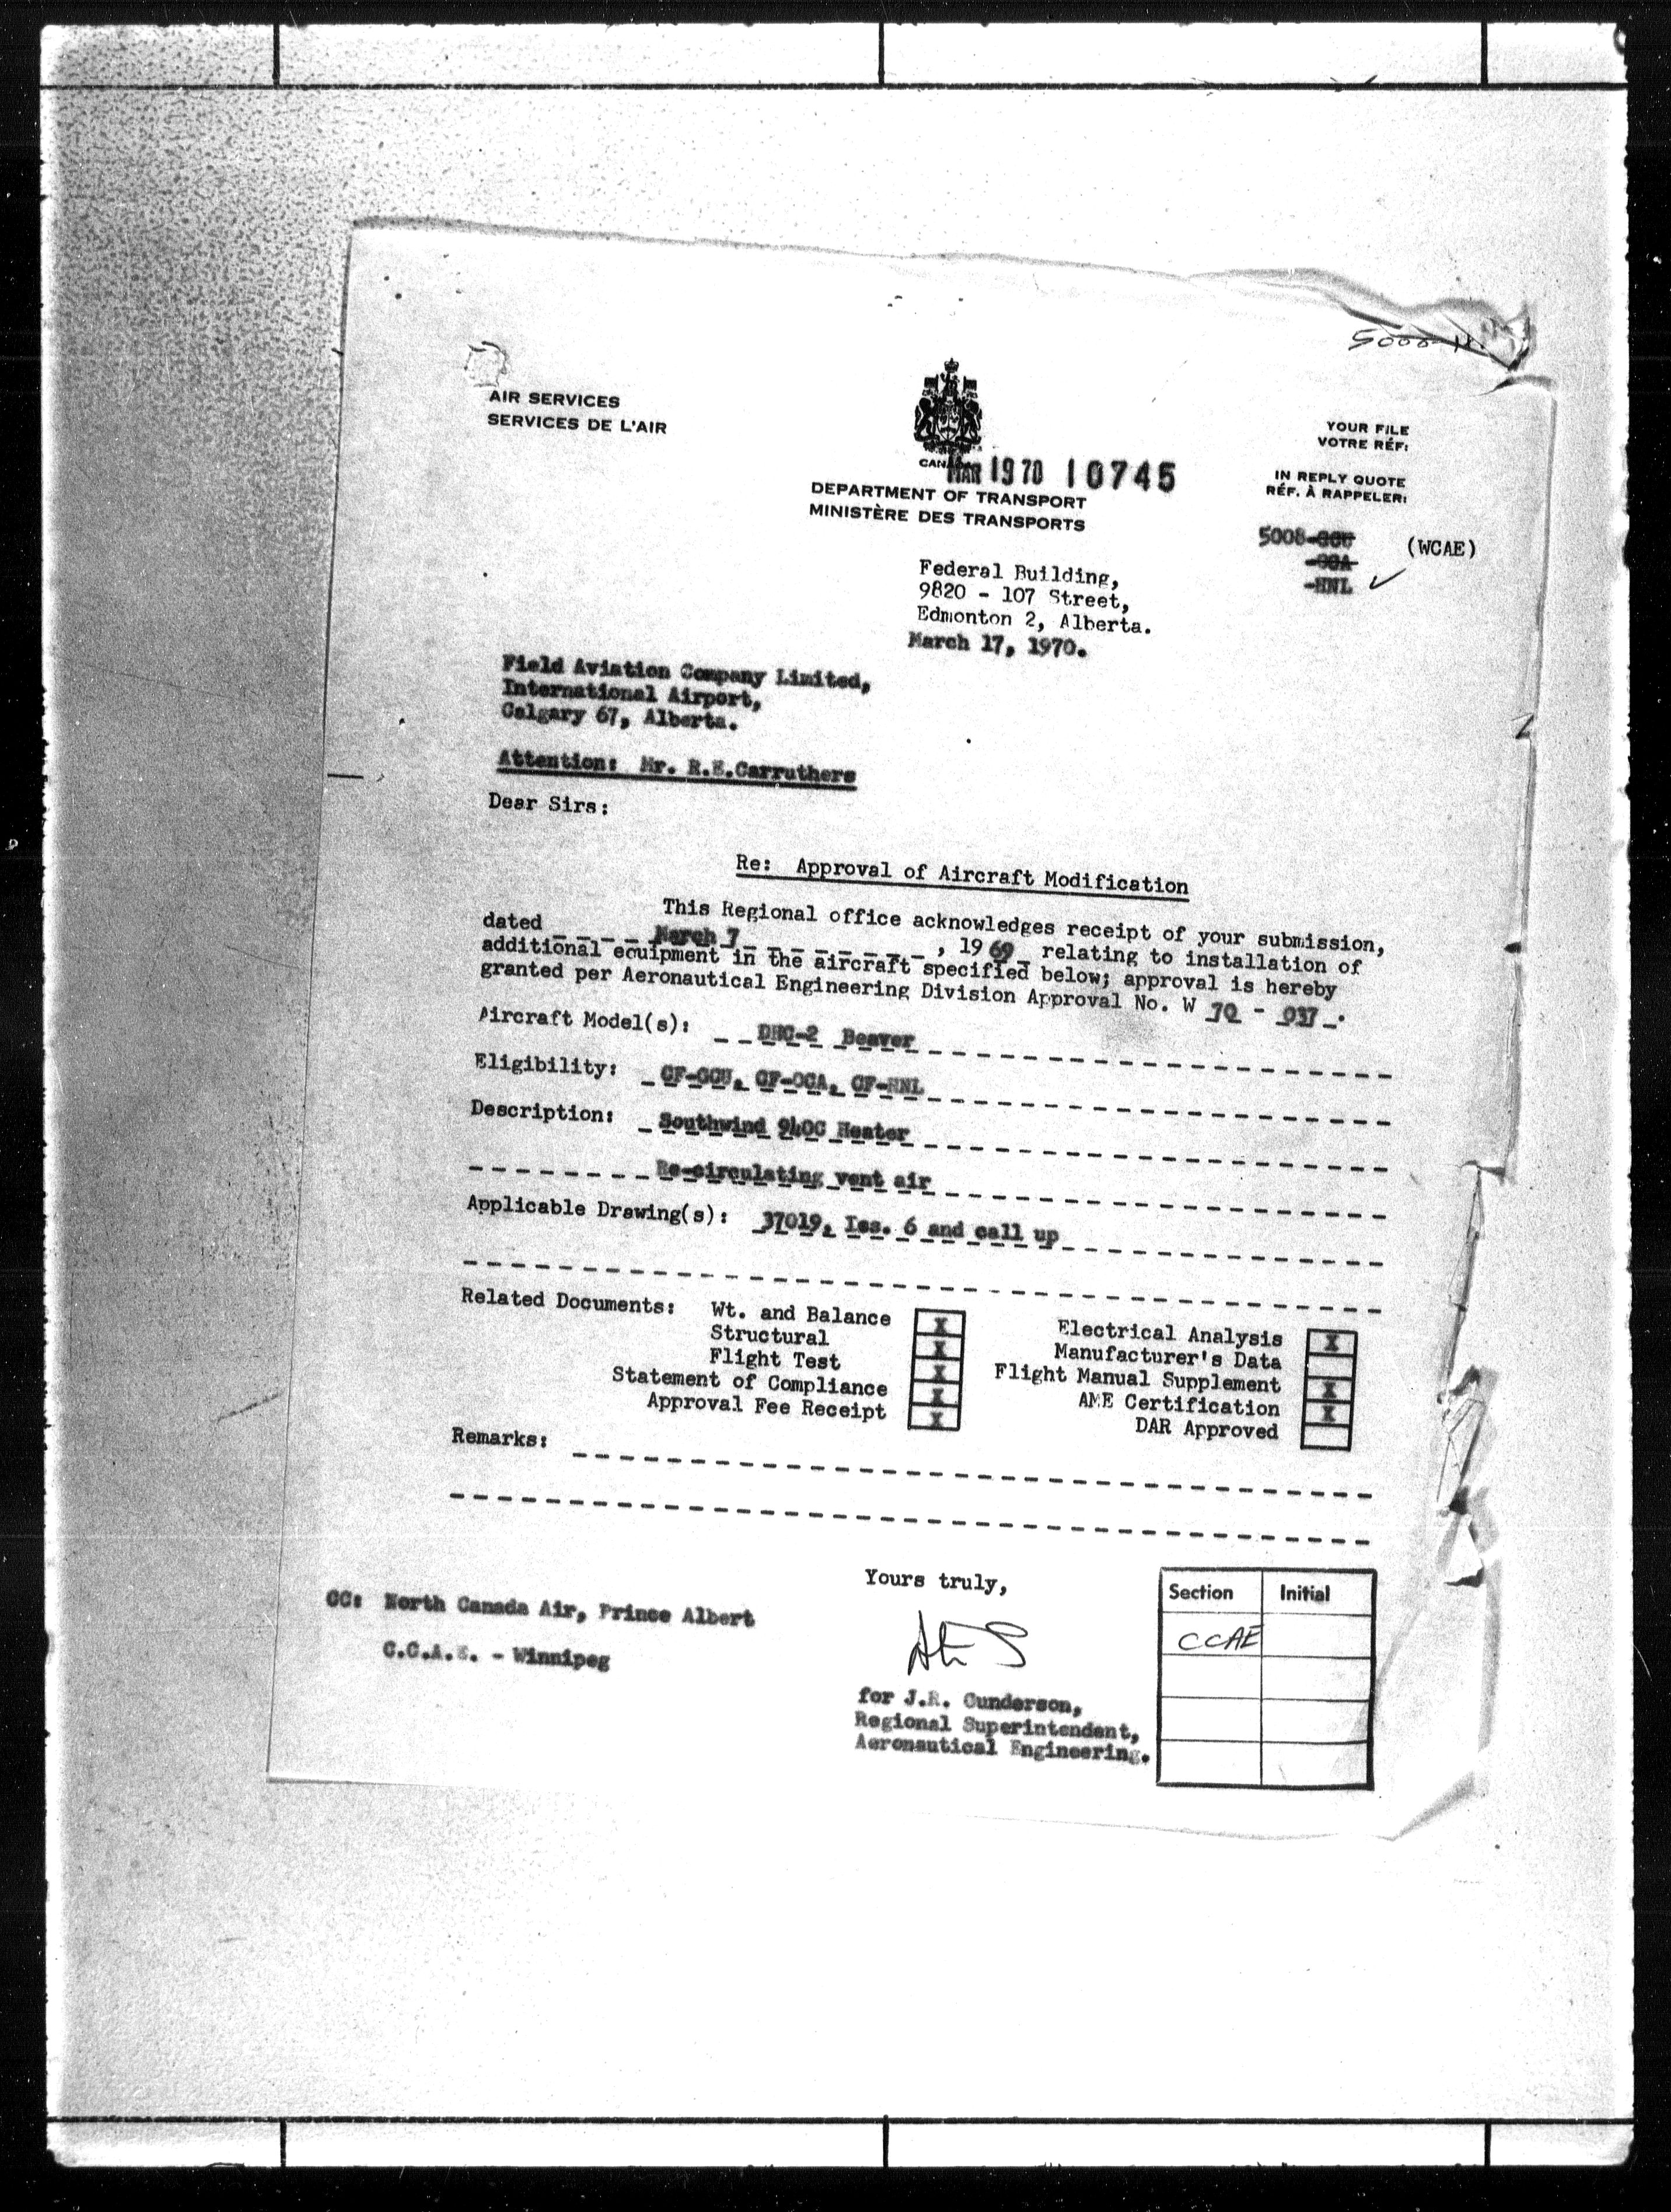 5000-H
AIR SERVICES
SERVICES DE L'AIR
YOUR FILE
VOTRE RÉF:
MAR 1970 10745
DEPARTMENT OF TRANSPORT
MINISTÈRE DES TRANSPORTS
IN REPLY QUOTE
RÉF. À RAPPELER:
5008-GCU (WCAE)
-OCA
-HNL ✓
Federal Building,
9820 - 107 Street,
Edmonton 2, Alberta.
March 17, 1970.
Field Aviation Company Limited,
International Airport,
Calgary 67, Alberta.
Attention: Mr. R.E.Carruthers
Dear Sirs:
Re: Approval of Aircraft Modification
This Regional office acknowledges receipt of your submission,
dated March 7, 1969 relating to installation of
additional equipment in the aircraft specified below; approval is hereby
granted per Aeronautical Engineering Division Approval No. W 70 - 037.
Aircraft Model(s): DHC-2 Beaver
Eligibility: CF-GCU, CF-OCA, CF-HNL
Description: Southwind 940C Heater
Re-circulating vent air
Applicable Drawing(s): 37019, Iss. 6 and call up
Related Documents: Wt. and Balance X Electrical Analysis X
Structural X Manufacturer's Data
Flight Test X Flight Manual Supplement X
Statement of Compliance X AME Certification X
Approval Fee Receipt X DAR Approved
Remarks:
Yours truly,
Section Initial
CCAE
CC: North Canada Air, Prince Albert
C.C.A.E. - Winnipeg
for J.R. Gunderson,
Regional Superintendent,
Aeronautical Engineering.